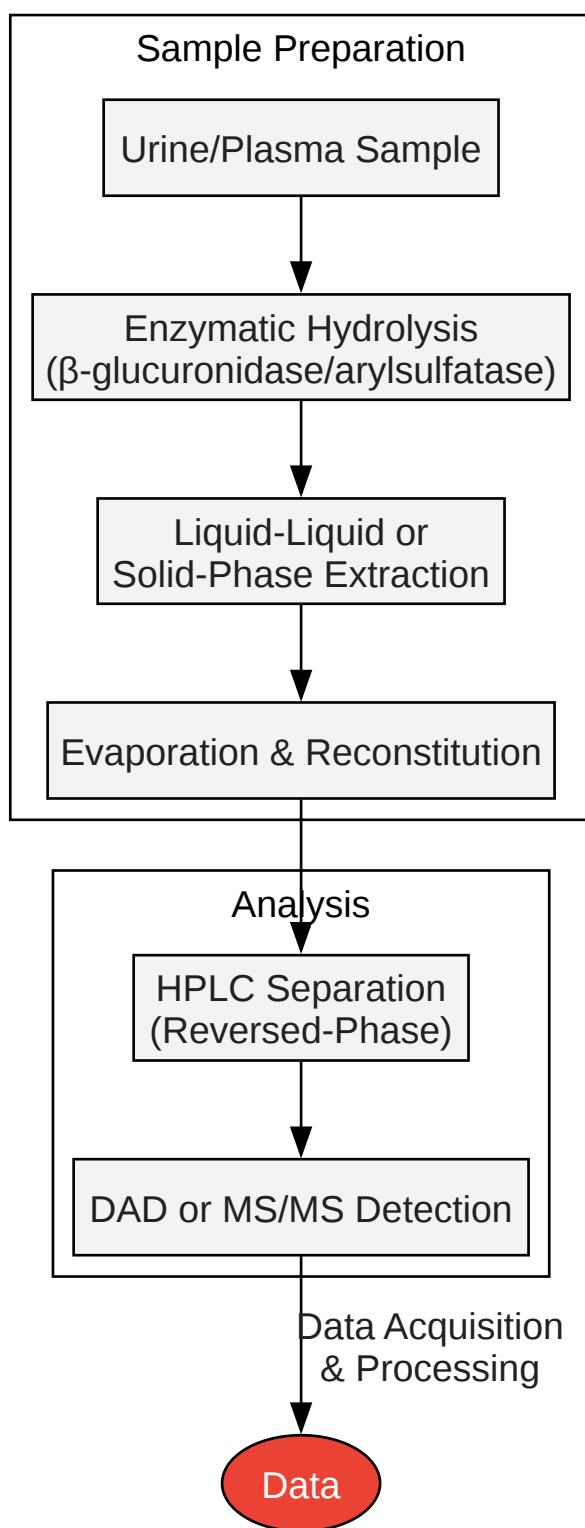 Sample Preparation
Urine/Plasma Sample
Enzymatic Hydrolysis
(β-glucuronidase/arylsulfatase)
Liquid-Liquid or
Solid-Phase Extraction
Evaporation & Reconstitution
Analysis
HPLC Separation
(Reversed-Phase)
DAD or MS/MS Detection
Data Acquisition
& Processing
Data